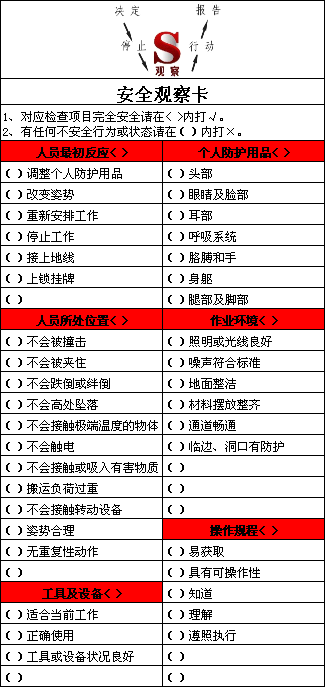 决定 报告
停止 S 行动
观察
安全观察卡
1、对应检查项目完全安全请在< >内打√。
2、有任何不安全行为或状态请在( )内打×。
人员最初反应< > 个人防护用品< >
( )调整个人防护用品 ( )头部
( )改变姿势 ( )眼睛及脸部
( )重新安排工作 ( )耳部
( )停止工作 ( )呼吸系统
( )接上地线 ( )胳膊和手
( )上锁挂牌 ( )身躯
( ) ( )腿部及脚部
人员所处位置< > 作业环境< >
( )不会被撞击 ( )照明或光线良好
( )不会被夹住 ( )噪声符合标准
( )不会跌倒或绊倒 ( )地面整洁
( )不会高处坠落 ( )材料摆放整齐
( )不会接触极端温度的物体 ( )通道畅通
( )不会触电 ( )临边、洞口有防护
( )不会接触或吸入有害物质 ( )
( )搬运负荷过重 ( )
( )不会接触转动设备 ( )
( )姿势合理 操作规程< >
( )无重复性动作 ( )易获取
( ) ( )具有可操作性
工具及设备< > ( )知道
( )适合当前工作 ( )理解
( )正确使用 ( )遵照执行
( )工具或设备状况良好 ( )
( ) ( )